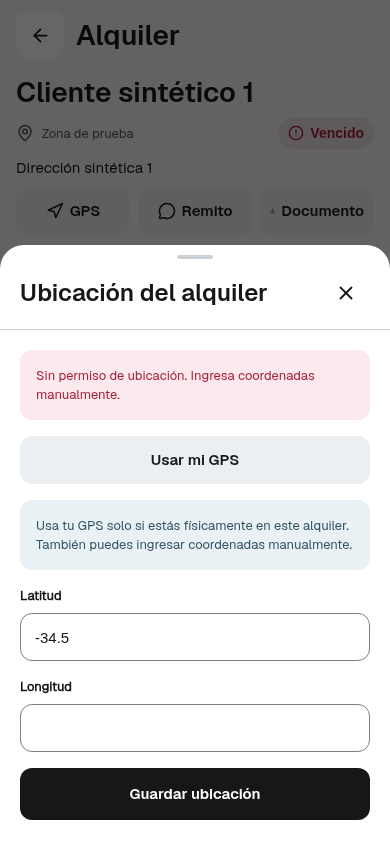 Alquiler
Cliente sintético 1
Zona de prueba
Vencido
Dirección sintética 1
GPS
Remito
Documento
Ubicación del alquiler
Sin permiso de ubicación. Ingresa coordenadas
manualmente.
Usar mi GPS
Usa tu GPS solo si estás físicamente en este alquiler.
También puedes ingresar coordenadas manualmente.
Latitud
-34.5
Longitud
Guardar ubicación